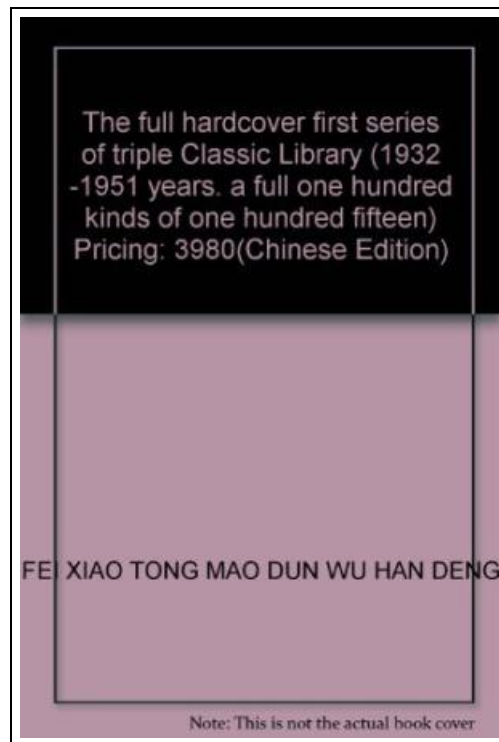 The full hardcover first series
of triple Classic Library (1932
-1951 years. a full one hundred
kinds of one hundred fifteen)
Pricing: 3980(Chinese Edition)
FEI XIAO TONG MAO DUN WU HAN DENG
Note: This is not the actual book cover